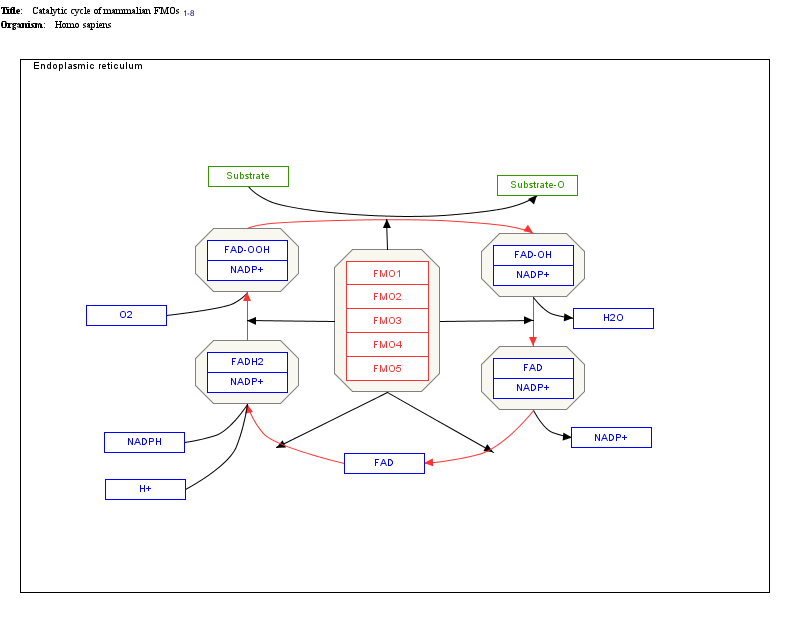 Title: Catalytic cycle of mammalian FMOs 1-8
Organism: Homo sapiens
Endoplasmic reticulum
Substrate
Substrate-O
FAD-OOH
NADP+
FAD-OH
NADP+
FMO1
FMO2
FMO3
FMO4
FMO5
O2
H2O
FADH2
NADP+
FAD
NADP+
NADPH
NADP+
FAD
H+